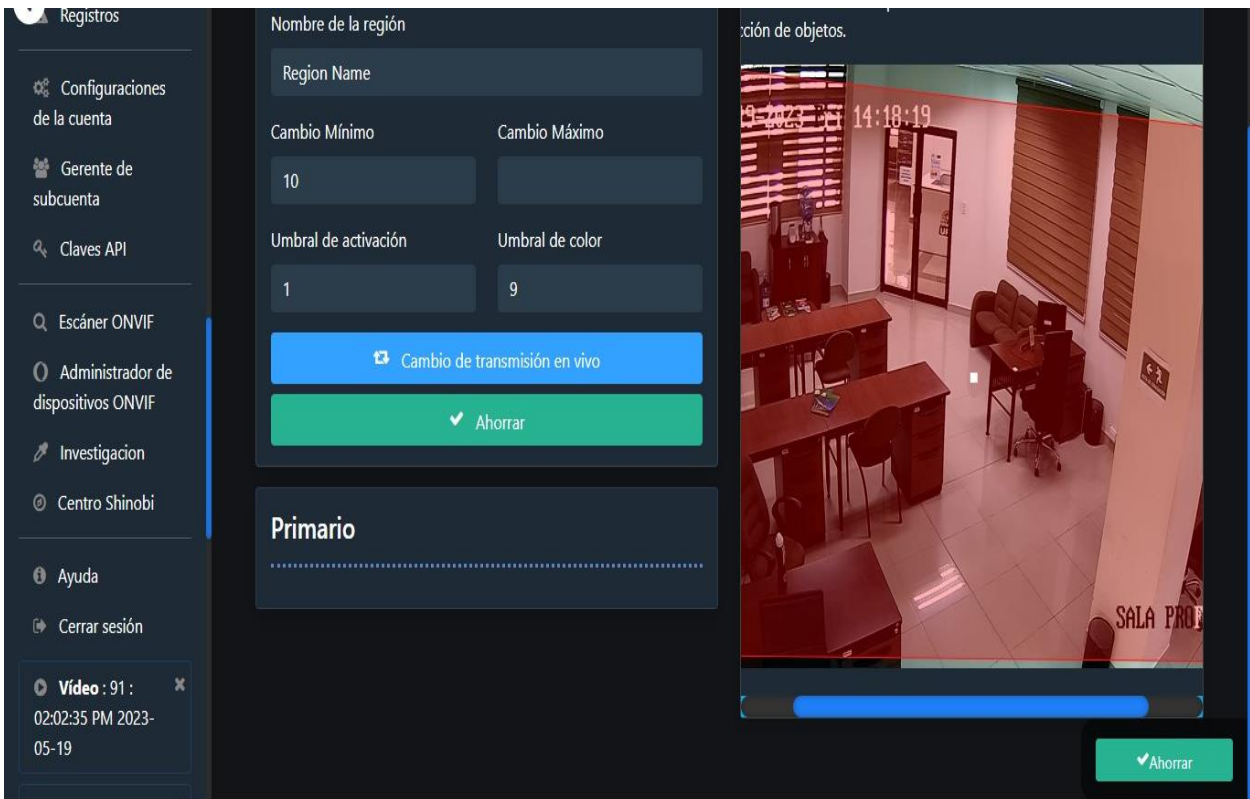 Registros
Configuraciones
de la cuenta
Gerente de
subcuenta
Claves API
Escáner ONVIF
Administrador de
dispositivos ONVIF
Investigacion
Centro Shinobi
Ayuda
Cerrar sesión
Vídeo : 91 :
02:02:35 PM 2023-
05-19
Nombre de la región
Region Name
Cambio Mínimo
Cambio Máximo
10
Umbral de activación
Umbral de color
1
9
Cambio de transmisión en vivo
Ahorrar
Primario
cción de objetos.
14:18:19
SALA PROF
Ahorrar